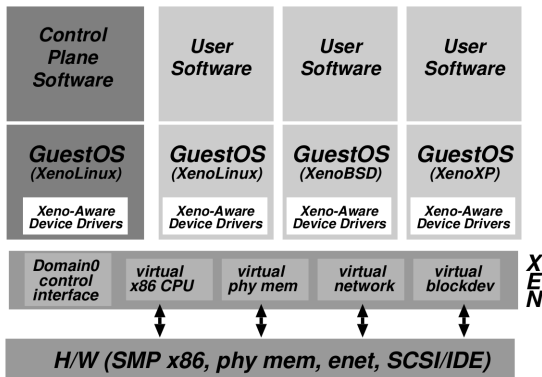 Control
Plane
Software
User
Software
User
Software
User
Software
GuestOS
(XenoLinux)
Xeno-Aware
Device Drivers
GuestOS
(XenoLinux)
Xeno-Aware
Device Drivers
GuestOS
(XenoBSD)
Xeno-Aware
Device Drivers
GuestOS
(XenoXP)
Xeno-Aware
Device Drivers
Domain0
control
interface
virtual
x86 CPU
virtual
phy mem
virtual
network
virtual
blockdev
X
E
N
H/W (SMP x86, phy mem, enet, SCSI/IDE)